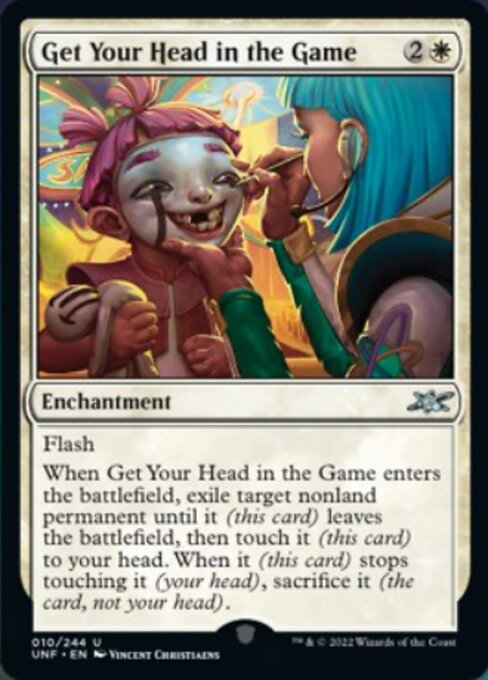 Get Your Head in the Game 2
Enchantment
Flash
When Get Your Head in the Game enters
the battlefield, exile target nonland
permanent until it (this card) leaves
the battlefield, then touch it (this card)
to your head. When it (this card) stops
touching it (your head), sacrifice it (the
card, not your head).
010/244 U
UNF • EN Vincent Christiaens
™ & © 2022 Wizards of the Coast